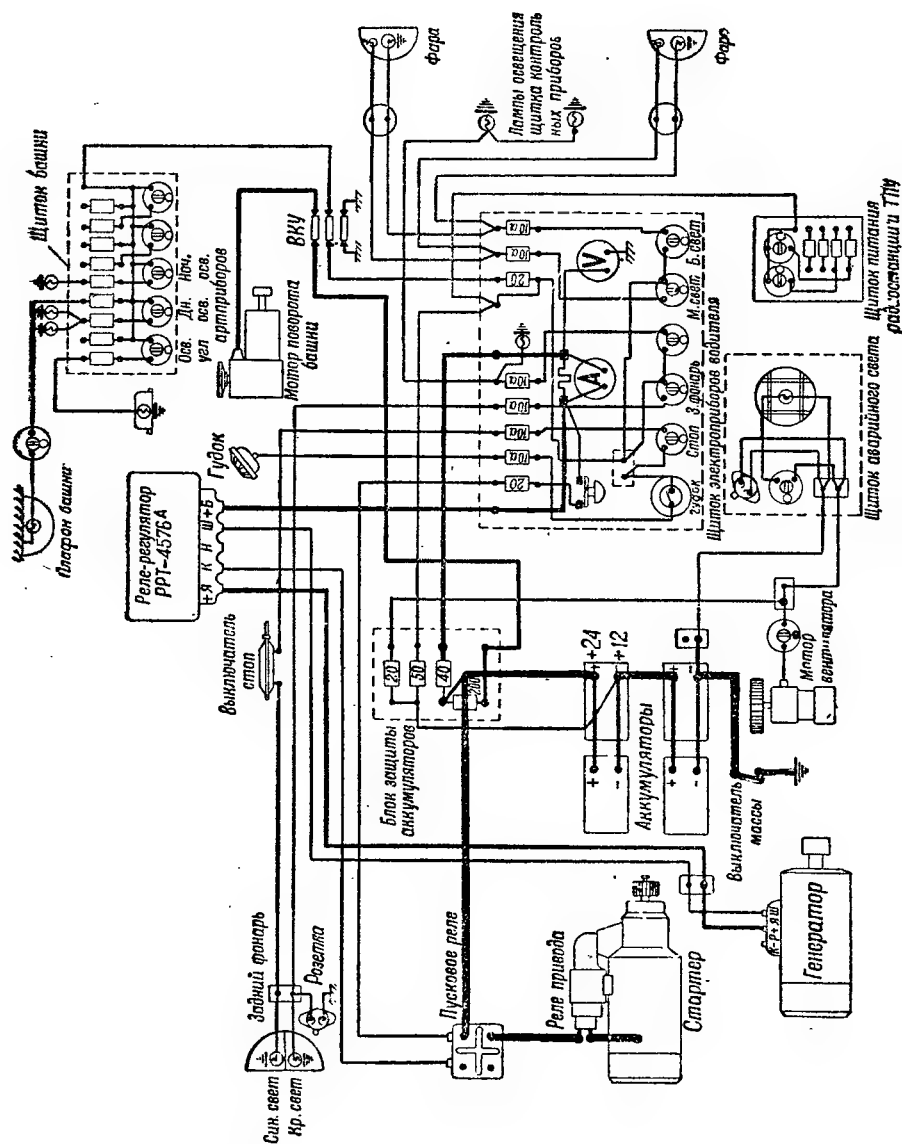 Фара
Фара
Лампы освещения
щитка контроль
ных приборов
Щиток башни
Осв.
угл
Дн.
осв.
Ноч.
осв.
артприборов
Плафон башни
ВКУ
Мотор поворота
башни
Гудок
Реле-регулятор
РРТ-4576А
+Я К Н Ш +Б
Выключатель
стоп
20
10а
10а
10а
10а
20
10а
10а
A
V
Гудок
Стоп
З.фонарь
М.свет
Б.свет
Щиток электроприборов водителя
Щиток питания
радиостанции и ТПУ
Щиток аварийного света
Мотор
вентилятора
20
50
40
200
Блок защиты
аккумуляторов
+24
+12
+
-
+
-
+
-
Аккумуляторы
Выключатель
массы
Задний фонарь
Розетка
Син. свет
Кр. свет
Пусковое реле
Реле привода
Стартер
Генератор